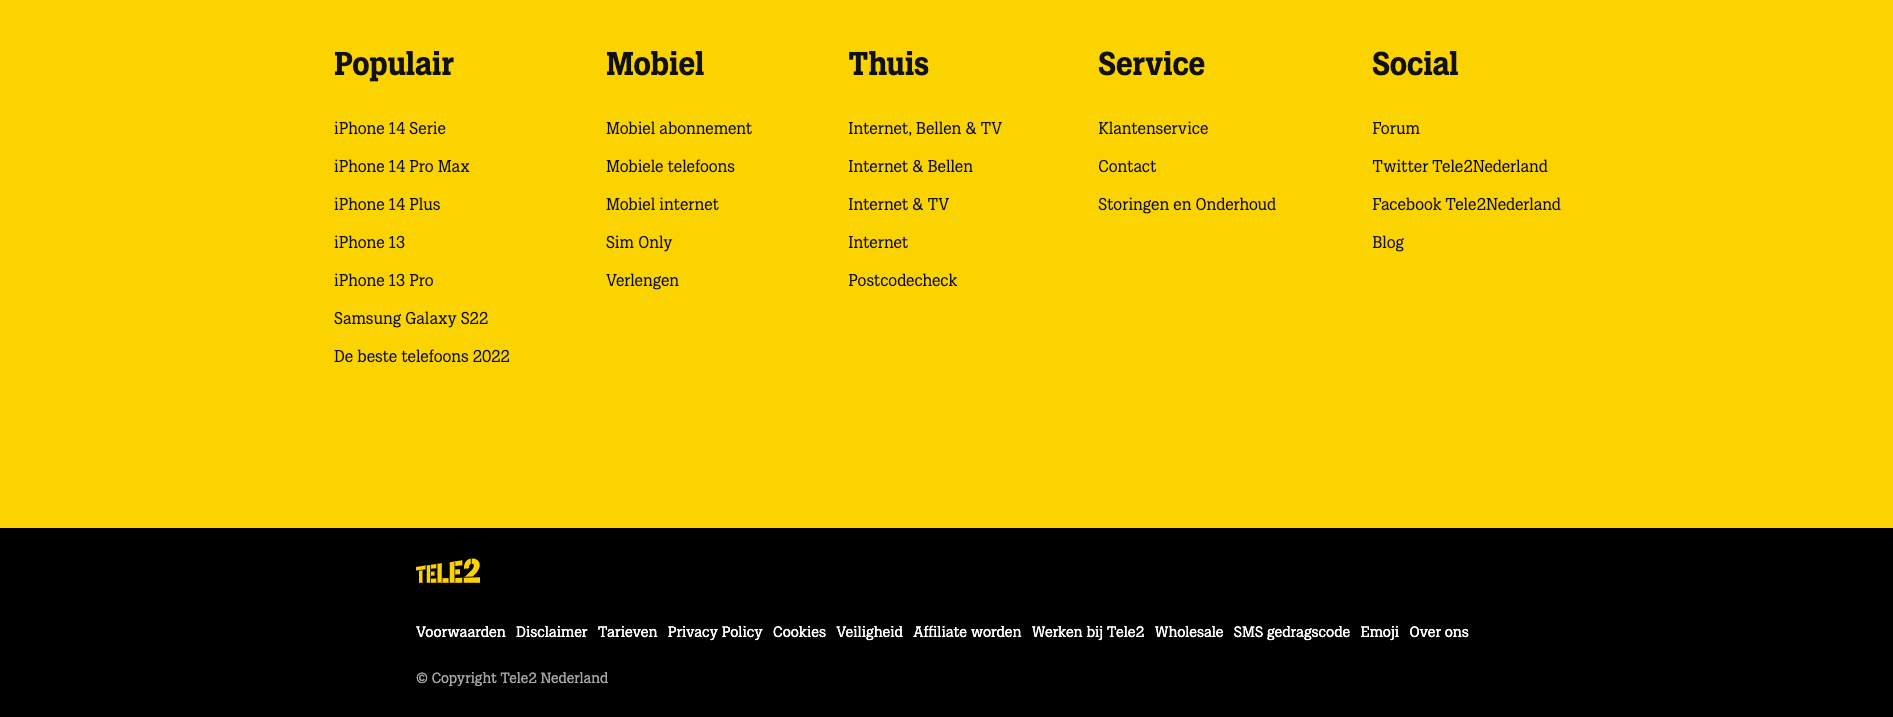 Populair
iPhone 14 Serie
iPhone 14 Pro Max
iPhone 14 Plus
iPhone 13
iPhone 13 Pro
Samsung Galaxy S22
De beste telefoons 2022
Mobiel
Mobiel abonnement
Mobiele telefoons
Mobiel internet
Sim Only
Verlengen
Thuis
Internet, Bellen & TV
Internet & Bellen
Internet & TV
Internet
Postcodecheck
Service
Klantenservice
Contact
Storingen en Onderhoud
Social
Forum
Twitter Tele2Nederland
Facebook Tele2Nederland
Blog
TELE2
Voorwaarden Disclaimer Tarieven Privacy Policy Cookies Veiligheid Affiliate worden Werken bij Tele2 Wholesale SMS gedragscode Emoji Over ons
© Copyright Tele2 Nederland